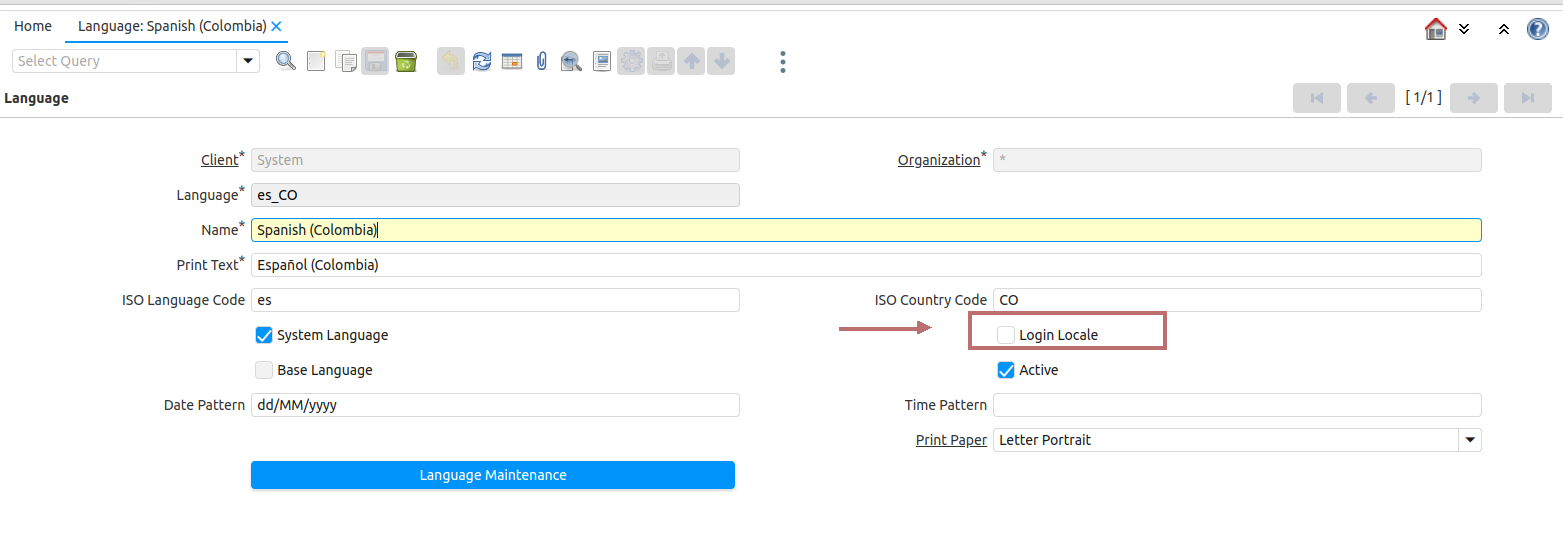 Home Language: Spanish (Colombia)
Select Query
Language [ 1/1 ]
Client* System Organization* *
Language* es_CO
Name* Spanish (Colombia)
Print Text* Español (Colombia)
ISO Language Code es ISO Country Code CO
System Language Login Locale
Base Language Active
Date Pattern dd/MM/yyyy Time Pattern
Print Paper Letter Portrait
Language Maintenance